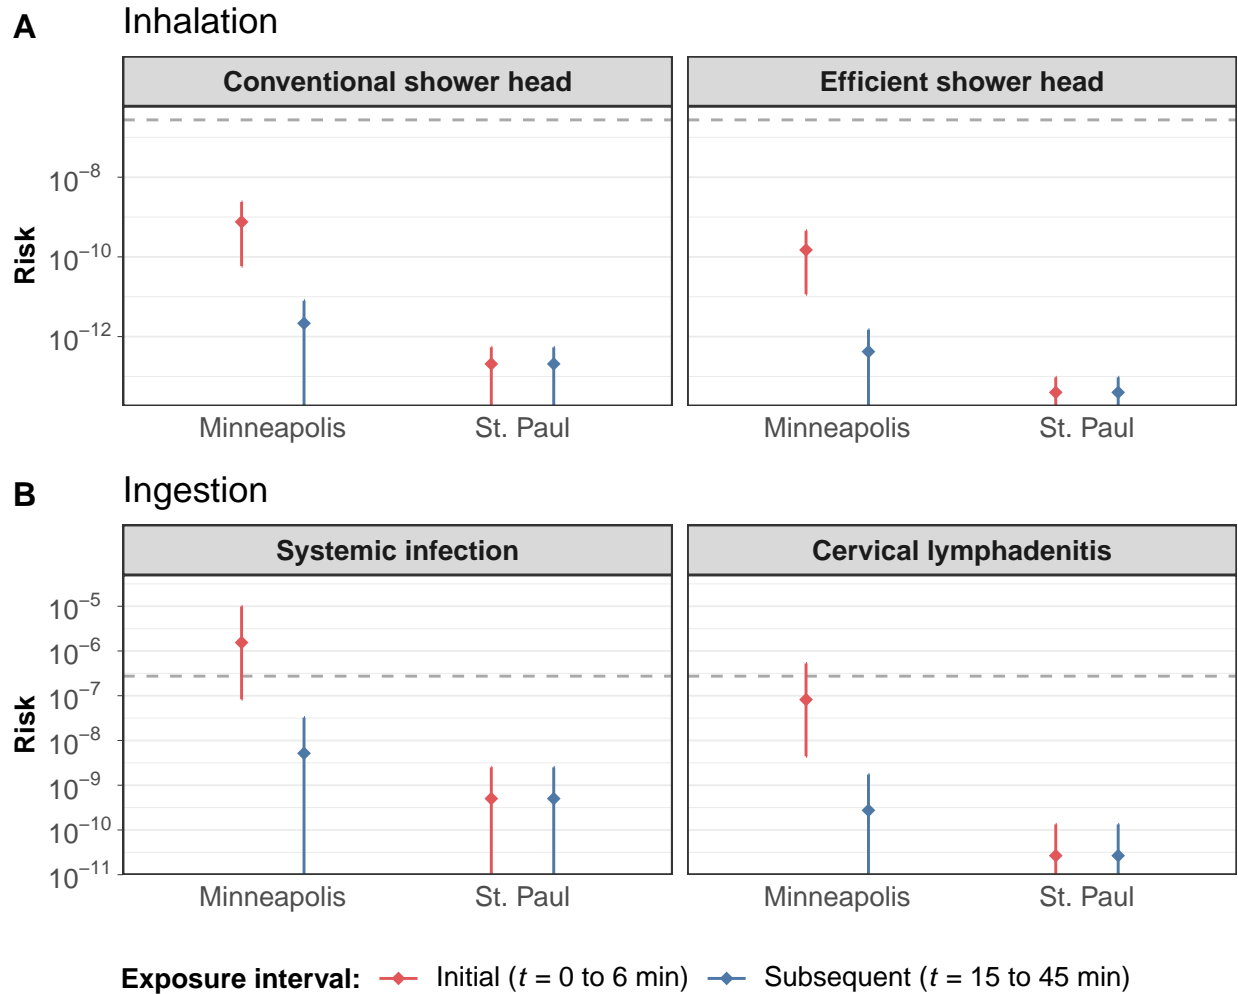 A Inhalation
Conventional shower head Efficient shower head
Risk
10⁻⁸
10⁻¹⁰
10⁻¹²
Minneapolis St. Paul Minneapolis St. Paul
B Ingestion
Systemic infection Cervical lymphadenitis
Risk
10⁻⁵
10⁻⁶
10⁻⁷
10⁻⁸
10⁻⁹
10⁻¹⁰
10⁻¹¹
Minneapolis St. Paul Minneapolis St. Paul
Exposure interval: Initial (t = 0 to 6 min) Subsequent (t = 15 to 45 min)